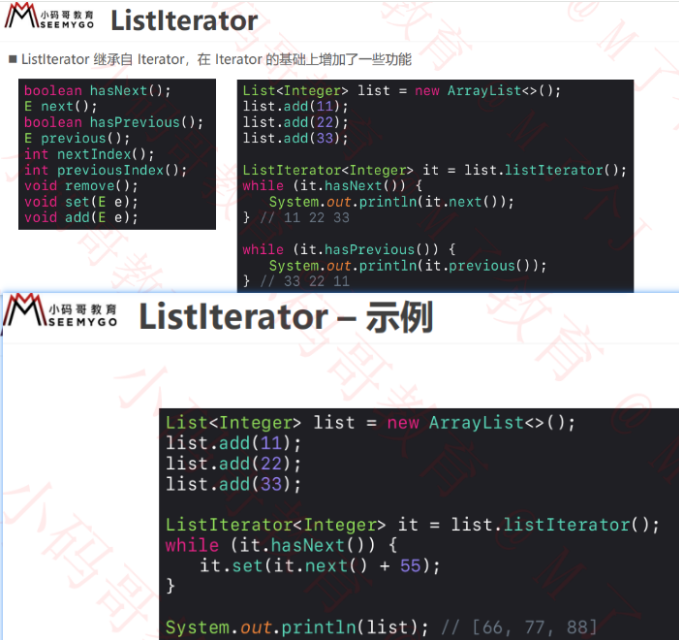 小码哥教育
SEEMYGO
ListIterator
■ ListIterator 继承自 Iterator，在 Iterator 的基础上增加了一些功能
boolean hasNext();
E next();
boolean hasPrevious();
E previous();
int nextIndex();
int previousIndex();
void remove();
void set(E e);
void add(E e);
List<Integer> list = new ArrayList<>();
list.add(11);
list.add(22);
list.add(33);
ListIterator<Integer> it = list.listIterator();
while (it.hasNext()) {
System.out.println(it.next());
} // 11 22 33
while (it.hasPrevious()) {
System.out.println(it.previous());
} // 33 22 11
小码哥教育
SEEMYGO
ListIterator – 示例
List<Integer> list = new ArrayList<>();
list.add(11);
list.add(22);
list.add(33);
ListIterator<Integer> it = list.listIterator();
while (it.hasNext()) {
it.set(it.next() + 55);
}
System.out.println(list); // [66, 77, 88]